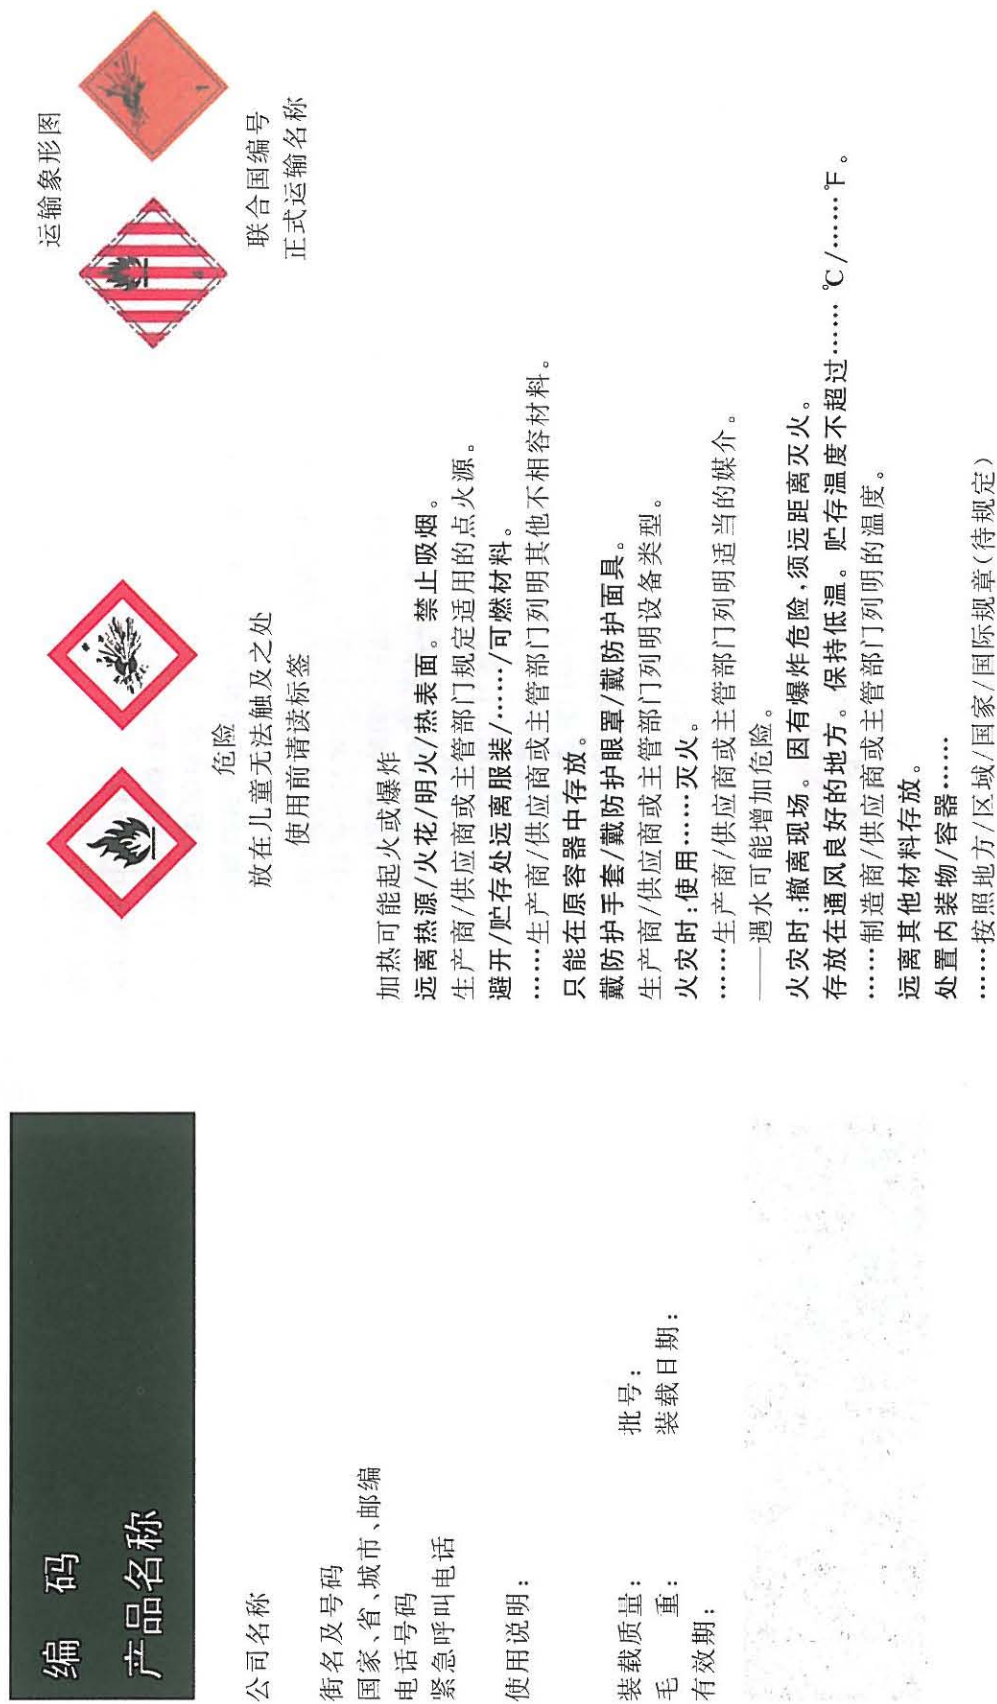 编 码
产品名称
公司名称
街名及号码
国家、省、城市、邮编
电话号码
紧急呼叫电话
使用说明:
装载质量: 批号:
毛 重: 装载日期:
有效期:
危险
放在儿童无法触及之处
使用前请读标签
运输象形图
4
1
联合国编号
正式运输名称
加热可能起火或爆炸
远离热源/火花/明火/热表面。禁止吸烟。
生产商/供应商或主管部门规定适用的点火源。
避开/贮存处远离服装/……/可燃材料。
……生产商/供应商或主管部门列明其他不相容材料。
只能在原容器中存放。
戴防护手套/戴防护眼罩/戴防护面具。
生产商/供应商或主管部门列明设备类型。
火灾时:使用……灭火。
……生产商/供应商或主管部门列明适当的媒介。
——遇水可能增加危险。
火灾时:撤离现场。因有爆炸危险,须远距离灭火。
存放在通风良好的地方。保持低温。贮存温度不超过……℃/……℉。
……制造商/供应商或主管部门列明的温度。
远离其他材料存放。
处置内装物/容器……
……按照地方/区域/国家/国际规章(待规定)